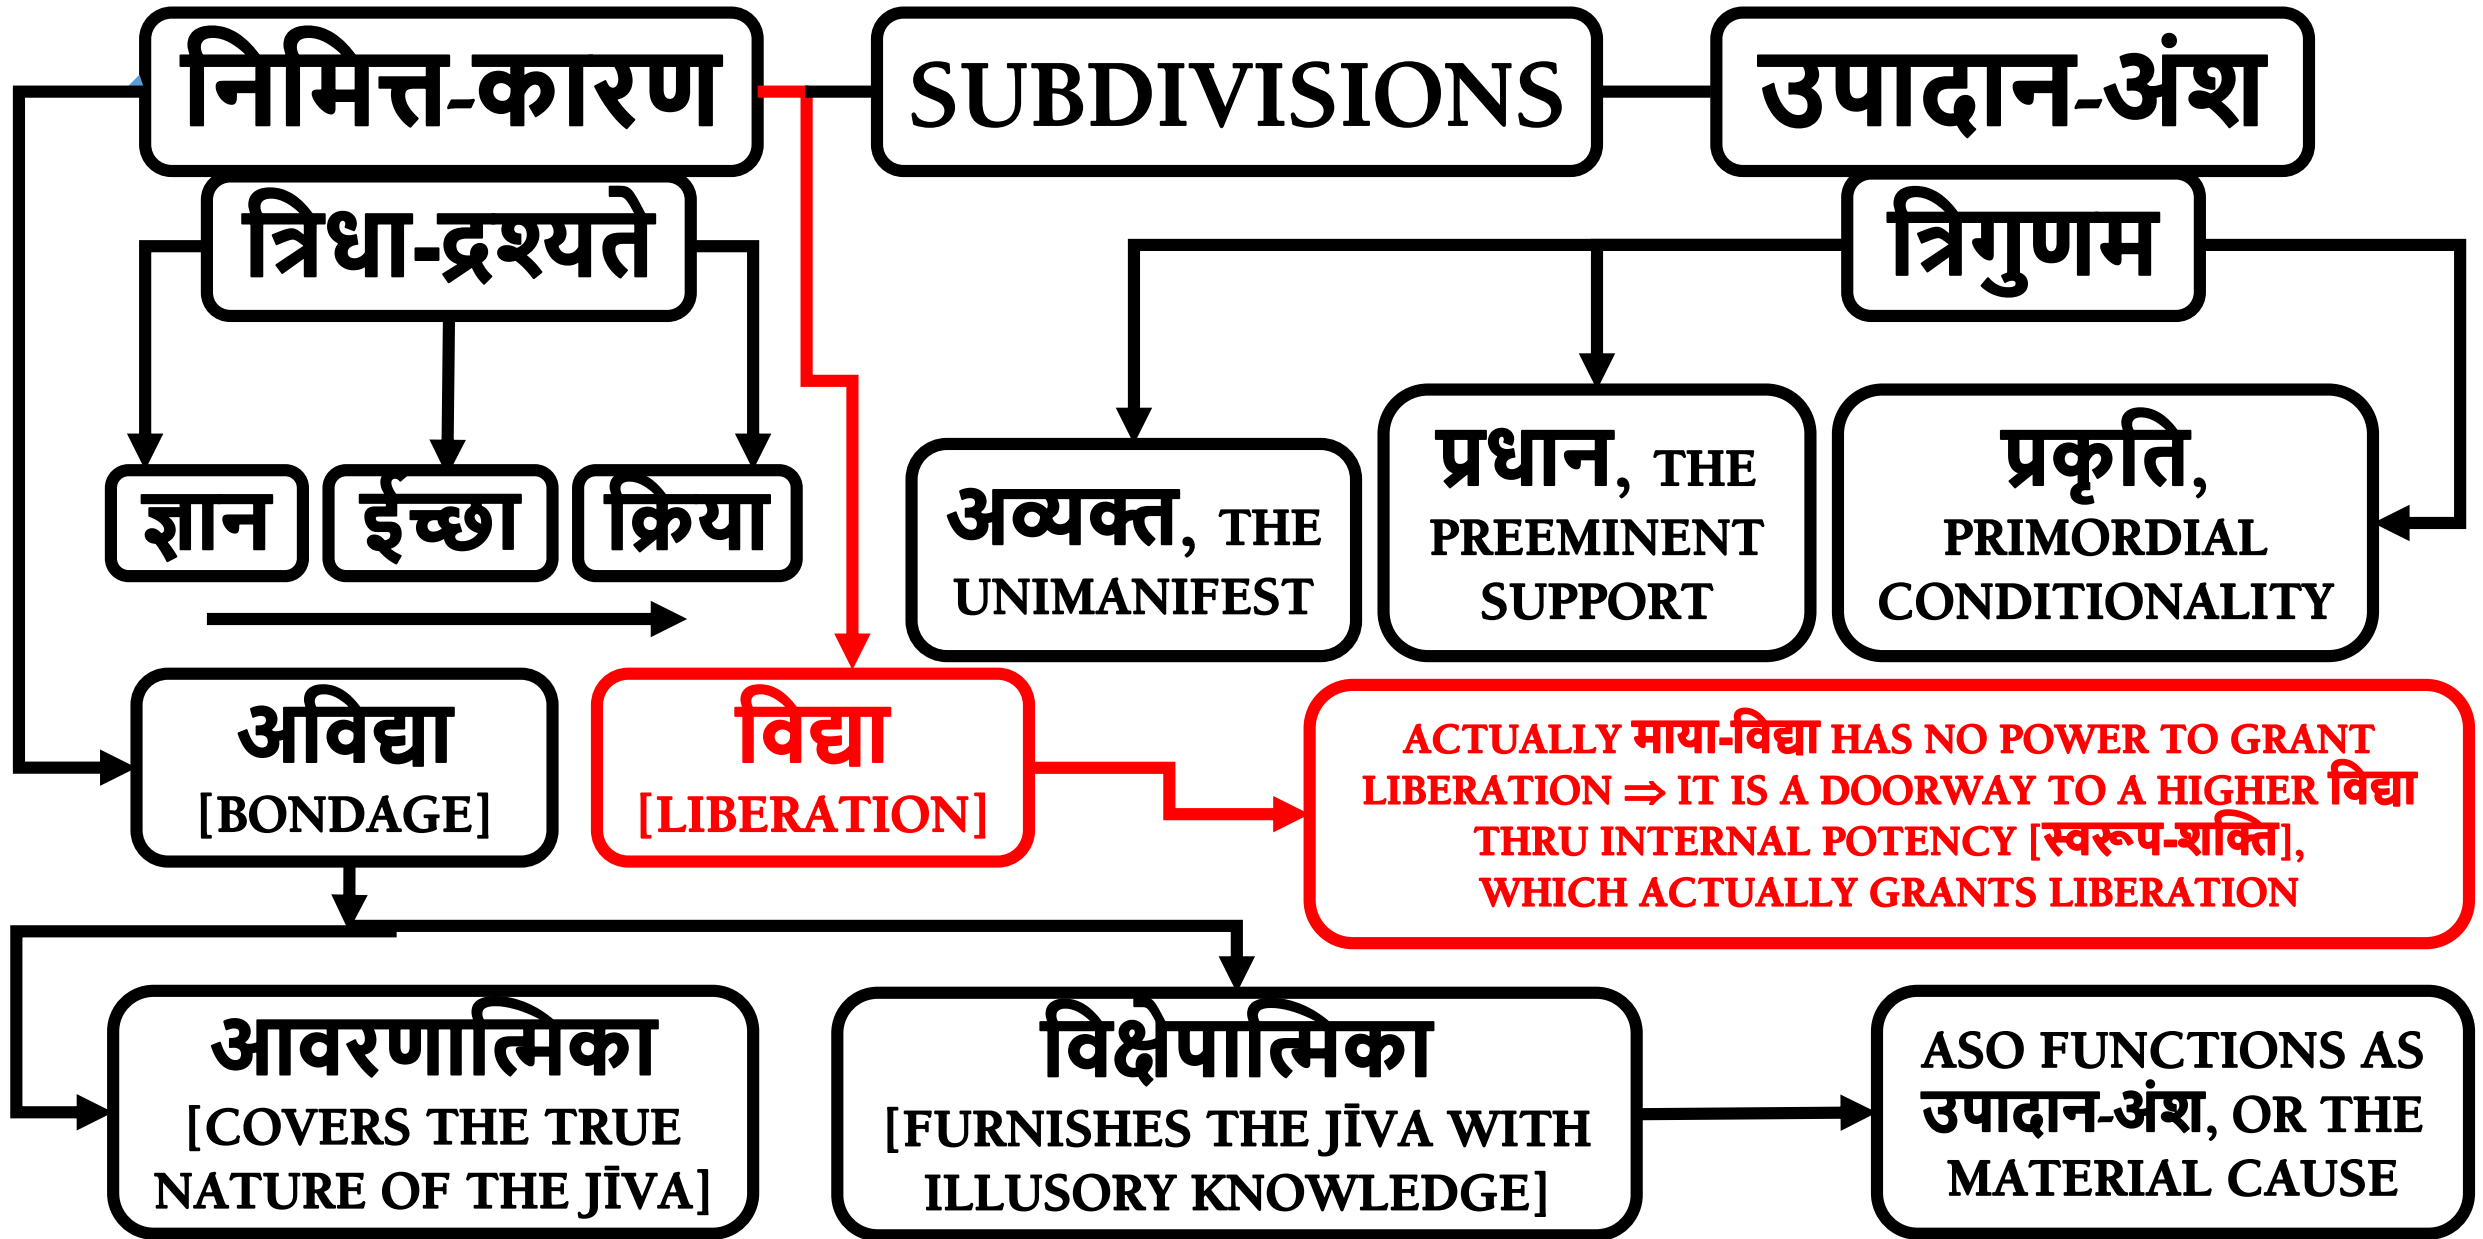 निमित्त-कारण
SUBDIVISIONS
उपादान-अंश
त्रिधा-द्रश्यते
त्रिगुणम
ज्ञान
ईच्छा
क्रिया
अव्यक्त, THE
UNIMANIFEST
प्रधान, THE
PREEMINENT
SUPPORT
प्रकृति,
PRIMORDIAL
CONDITIONALITY
अविद्या
[BONDAGE]
विद्या
[LIBERATION]
ACTUALLY माया-विद्या HAS NO POWER TO GRANT
LIBERATION ⇒ IT IS A DOORWAY TO A HIGHER विद्या
THRU INTERNAL POTENCY [स्वरूप-शक्ति],
WHICH ACTUALLY GRANTS LIBERATION
आवरणात्मिका
[COVERS THE TRUE
NATURE OF THE JĪVA]
विक्षेपात्मिका
[FURNISHES THE JĪVA WITH
ILLUSORY KNOWLEDGE]
ASO FUNCTIONS AS
उपादान-अंश, OR THE
MATERIAL CAUSE